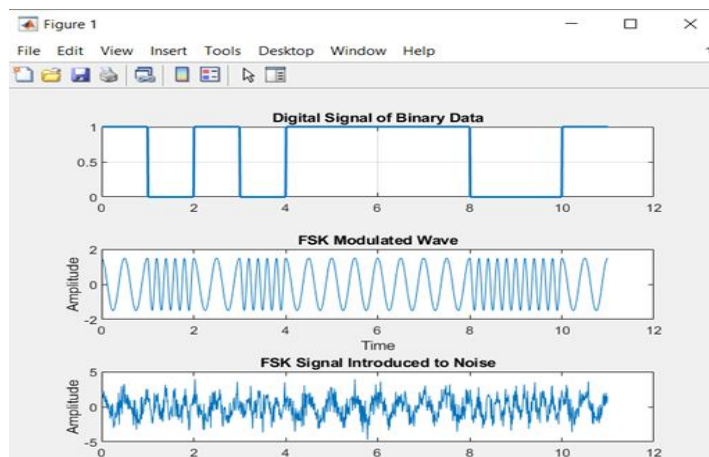 Figure 1
File Edit View Insert Tools Desktop Window Help
Digital Signal of Binary Data
1
0.5
0
0 2 4 6 8 10 12
FSK Modulated Wave
Amplitude
2
0
-2
0 2 4 6 8 10 12
Time
FSK Signal Introduced to Noise
Amplitude
5
0
-5
0 2 4 6 8 10 12